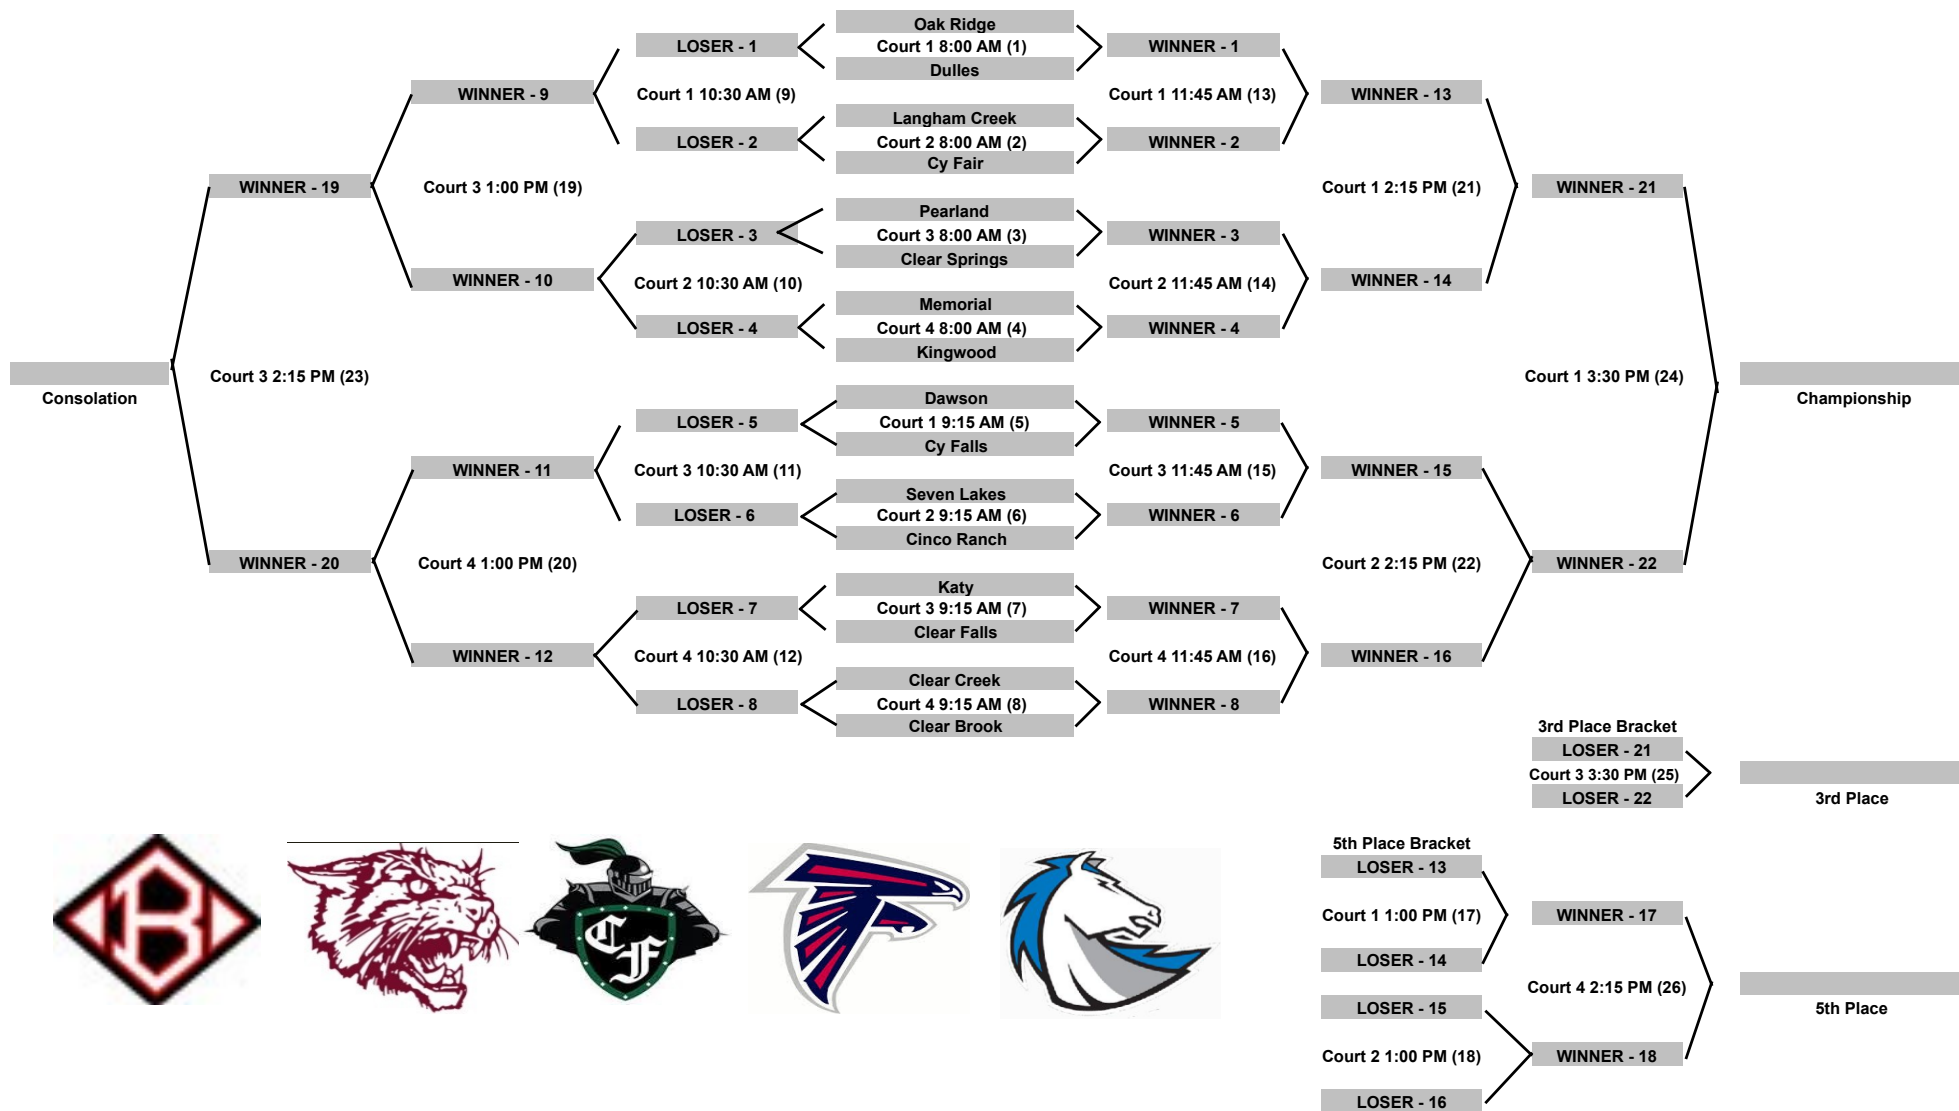 Oak Ridge
LOSER - 1
Court 1 8:00 AM (1)
WINNER - 1
Dulles
WINNER - 9
Court 1 10:30 AM (9)
Court 1 11:45 AM (13)
WINNER - 13
Langham Creek
LOSER - 2
Court 2 8:00 AM (2)
WINNER - 2
Cy Fair
WINNER - 19
Court 3 1:00 PM (19)
Court 1 2:15 PM (21)
WINNER - 21
Pearland
LOSER - 3
Court 3 8:00 AM (3)
WINNER - 3
Clear Springs
WINNER - 10
Court 2 10:30 AM (10)
Court 2 11:45 AM (14)
WINNER - 14
Memorial
LOSER - 4
Court 4 8:00 AM (4)
WINNER - 4
Kingwood
Court 3 2:15 PM (23)
Court 1 3:30 PM (24)
Consolation
Dawson
Championship
LOSER - 5
Court 1 9:15 AM (5)
WINNER - 5
Cy Falls
WINNER - 11
Court 3 10:30 AM (11)
Court 3 11:45 AM (15)
WINNER - 15
Seven Lakes
LOSER - 6
Court 2 9:15 AM (6)
WINNER - 6
Cinco Ranch
WINNER - 20
Court 4 1:00 PM (20)
Court 2 2:15 PM (22)
WINNER - 22
Katy
LOSER - 7
Court 3 9:15 AM (7)
WINNER - 7
Clear Falls
WINNER - 12
Court 4 10:30 AM (12)
Court 4 11:45 AM (16)
WINNER - 16
Clear Creek
LOSER - 8
Court 4 9:15 AM (8)
WINNER - 8
Clear Brook
3rd Place Bracket
LOSER - 21
Court 3 3:30 PM (25)
LOSER - 22
3rd Place
B
CF
5th Place Bracket
LOSER - 13
Court 1 1:00 PM (17)
WINNER - 17
LOSER - 14
Court 4 2:15 PM (26)
LOSER - 15
5th Place
Court 2 1:00 PM (18)
WINNER - 18
LOSER - 16